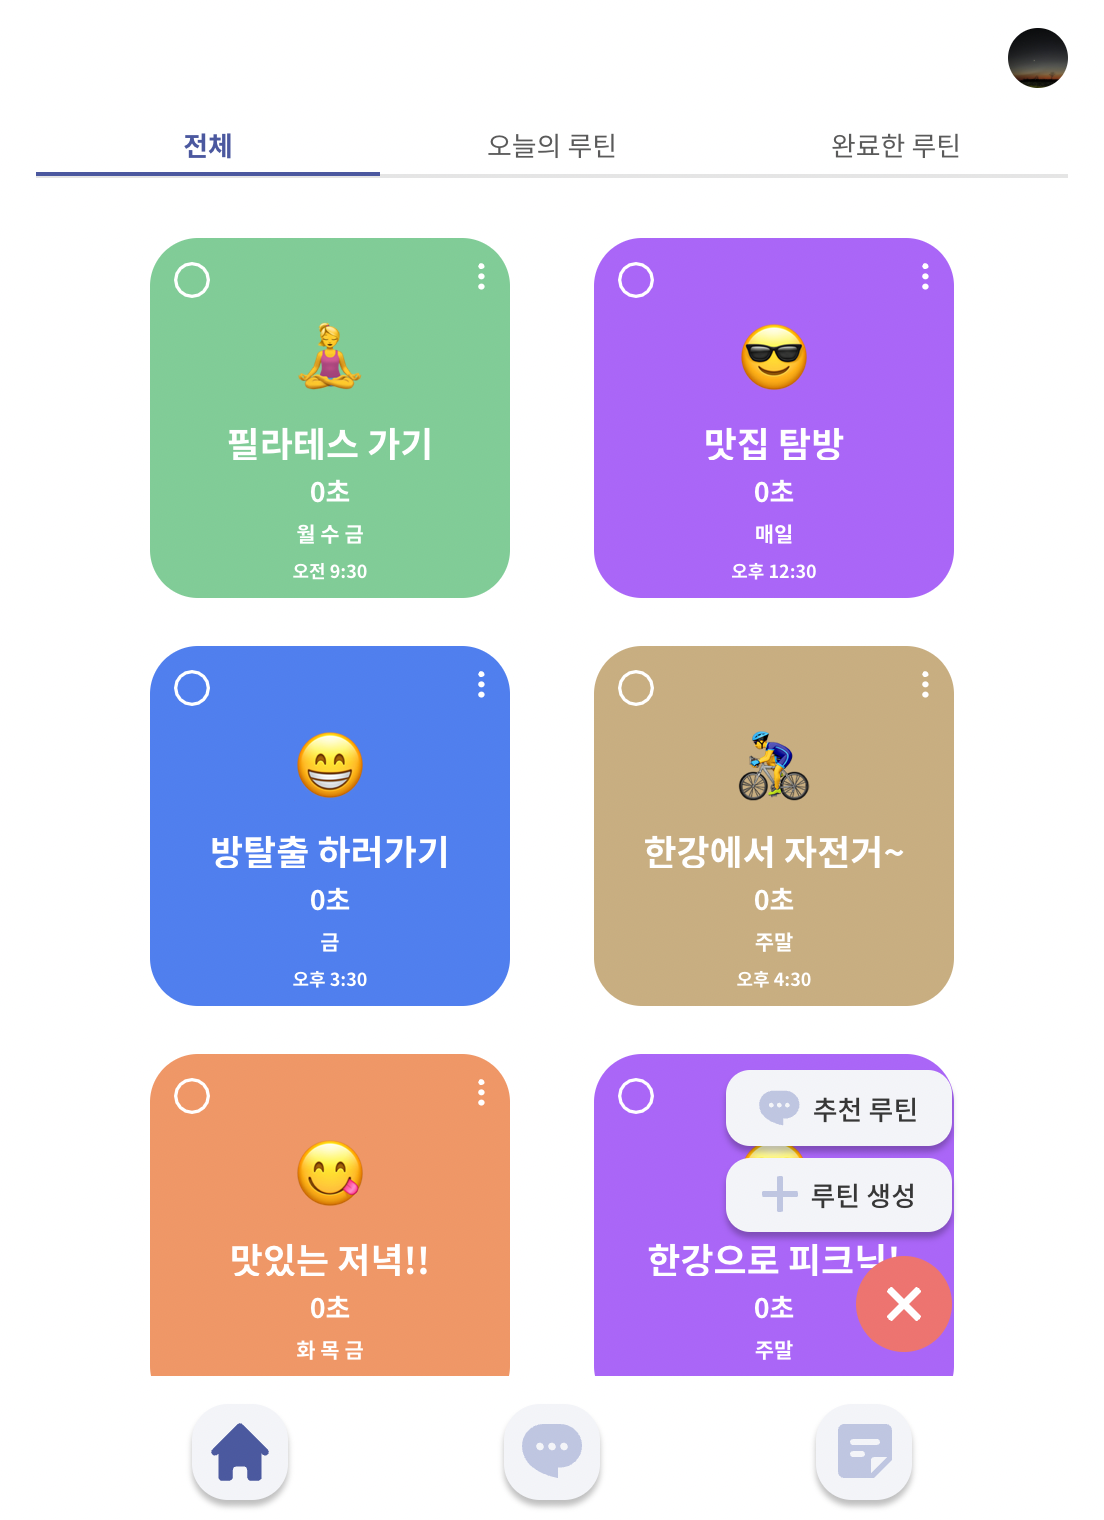 전체
오늘의 루틴
완료한 루틴
필라테스 가기
0초
월 수 금
오전 9:30
맛집 탐방
0초
매일
오후 12:30
방탈출 하러가기
0초
금
오후 3:30
한강에서 자전거~
0초
주말
오후 4:30
맛있는 저녁!!
0초
화 목 금
추천 루틴
루틴 생성
한강으로 피크닉!
0초
주말